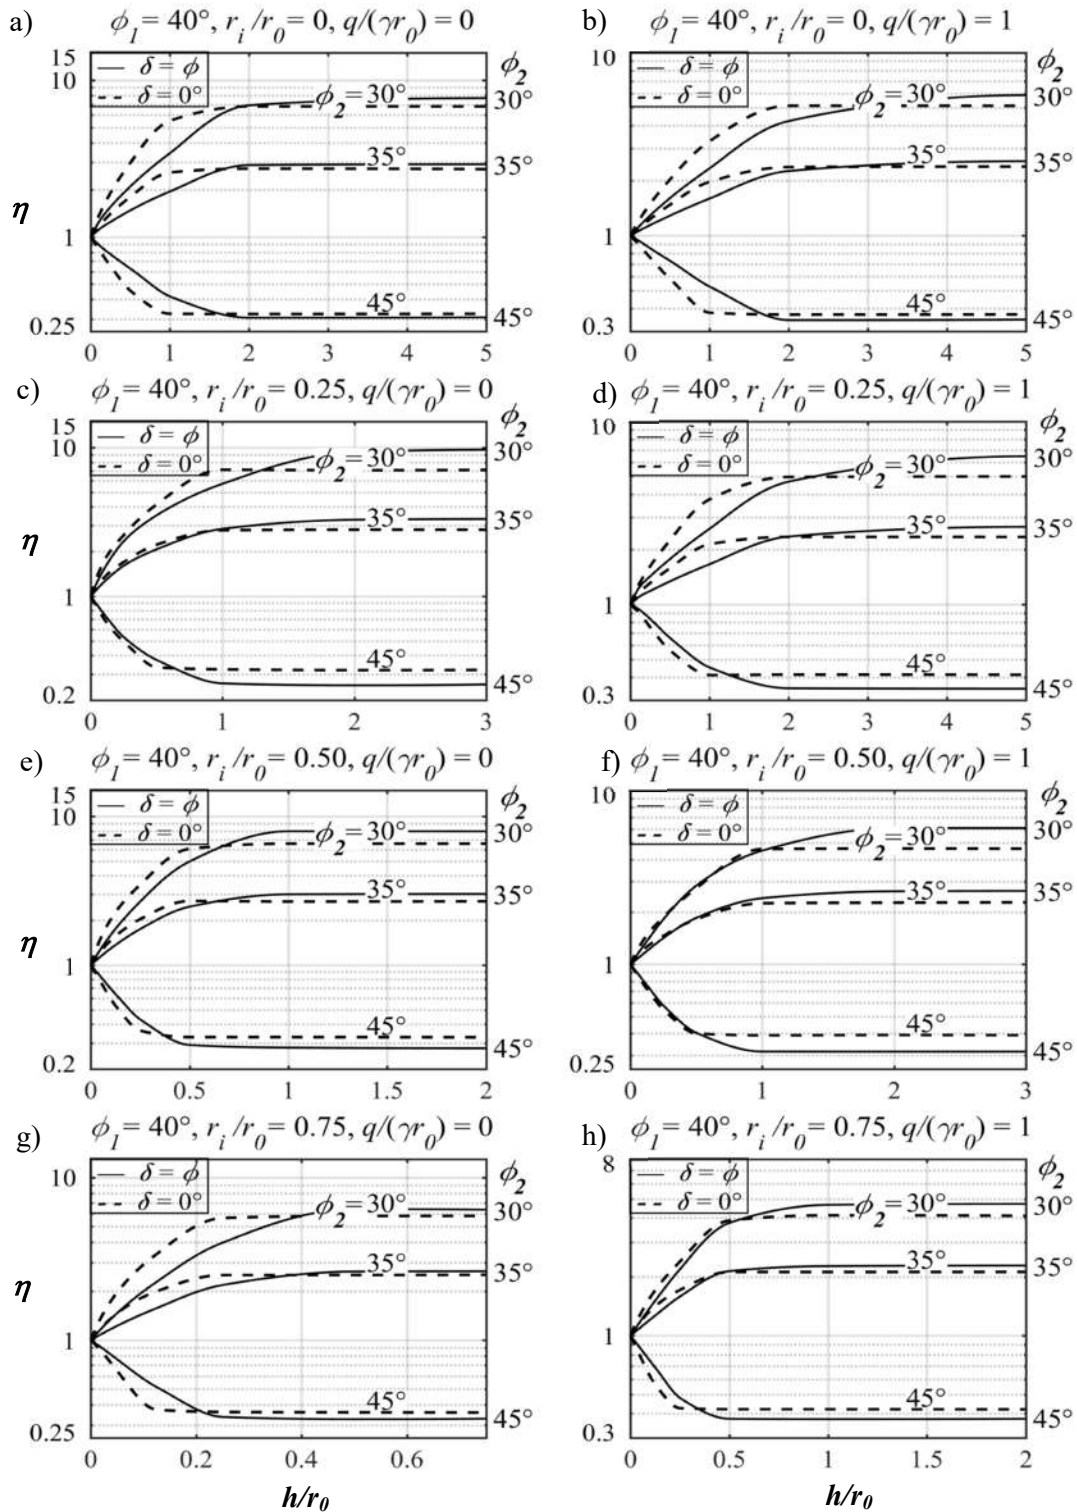 a) ϕ₁ = 40°, rᵢ/r₀ = 0, q/(γr₀) = 0
15
10
1
0.25
η
δ = ϕ
δ = 0°
ϕ₂ = 30°
35°
45°
ϕ₂
30°
35°
45°
0 1 2 3 4 5
b) ϕ₁ = 40°, rᵢ/r₀ = 0, q/(γr₀) = 1
10
1
0.3
δ = ϕ
δ = 0°
ϕ₂ = 30°
35°
45°
ϕ₂
30°
35°
45°
0 1 2 3 4 5
c) ϕ₁ = 40°, rᵢ/r₀ = 0.25, q/(γr₀) = 0
15
10
1
0.2
η
δ = ϕ
δ = 0°
ϕ₂ = 30°
35°
45°
ϕ₂
30°
35°
45°
0 1 2 3
d) ϕ₁ = 40°, rᵢ/r₀ = 0.25, q/(γr₀) = 1
10
1
0.3
δ = ϕ
δ = 0°
ϕ₂ = 30°
35°
45°
ϕ₂
30°
35°
45°
0 1 2 3 4 5
e) ϕ₁ = 40°, rᵢ/r₀ = 0.50, q/(γr₀) = 0
15
10
1
0.2
η
δ = ϕ
δ = 0°
ϕ₂ = 30°
35°
45°
ϕ₂
30°
35°
45°
0 0.5 1 1.5 2
f) ϕ₁ = 40°, rᵢ/r₀ = 0.50, q/(γr₀) = 1
10
1
0.25
δ = ϕ
δ = 0°
ϕ₂ = 30°
35°
45°
ϕ₂
30°
35°
45°
0 1 2 3
g) ϕ₁ = 40°, rᵢ/r₀ = 0.75, q/(γr₀) = 0
10
1
0.25
η
δ = ϕ
δ = 0°
ϕ₂ = 30°
35°
45°
ϕ₂
30°
35°
45°
0 0.2 0.4 0.6
h/r₀
h) ϕ₁ = 40°, rᵢ/r₀ = 0.75, q/(γr₀) = 1
8
1
0.3
δ = ϕ
δ = 0°
ϕ₂ = 30°
35°
45°
ϕ₂
30°
35°
45°
0 0.5 1 1.5 2
h/r₀